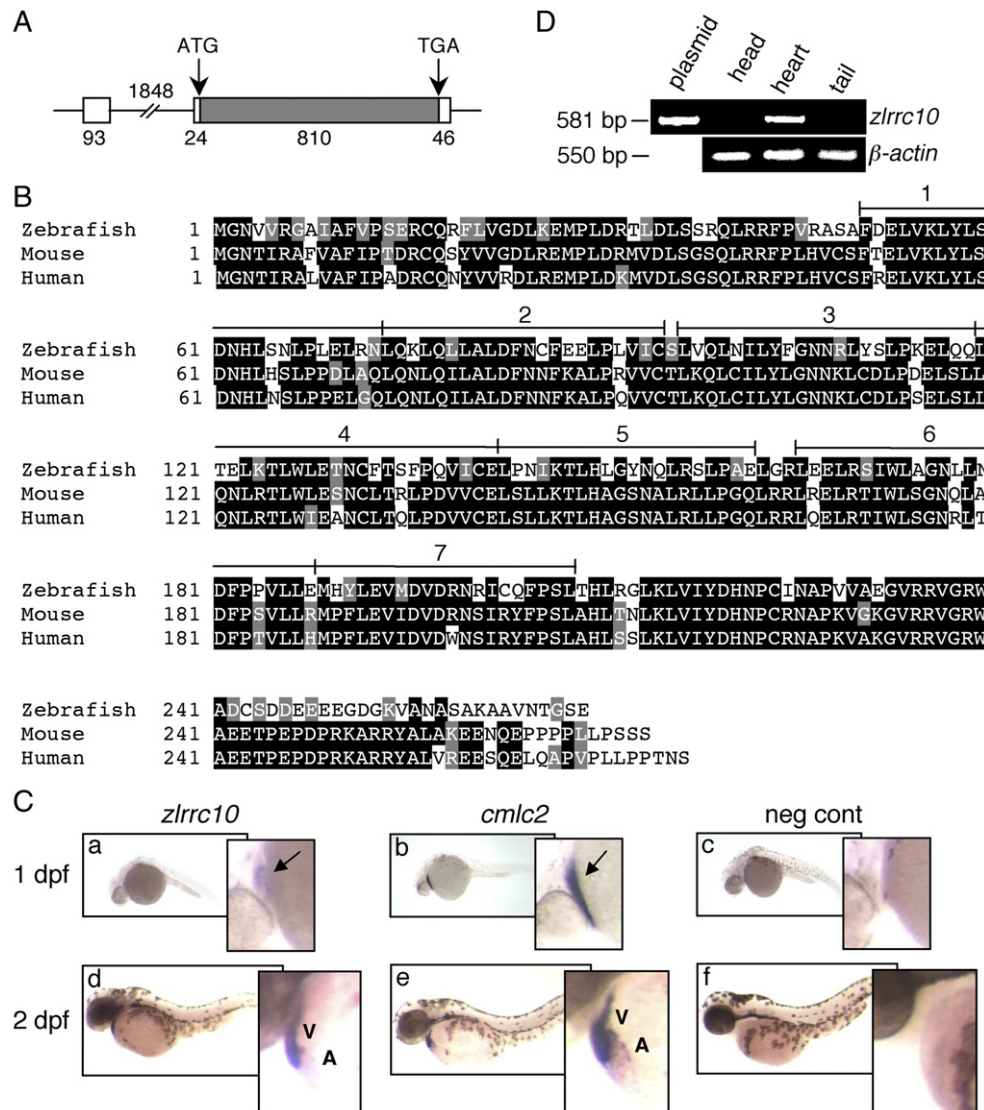 A
ATG TGA
1848
93 24 810 46
D
plasmid head heart tail
581 bp zlrrc10
550 bp β-actin
B
1
Zebrafish 1 MGNVVRGAIAFVPSERCQRFLVGDLKEMPLDRTLDLSSRQLRRFPVRASAFDELVKLYLS
Mouse 1 MGNTIRAFVAFIPTDRCQSYVVGDLREMPLDRMVDLSGSQLRRFPLHVCSFTELVKLYLS
Human 1 MGNTIRALVAFIPADRCQNYVVRDLREMPLDKMVDLSGSQLRRFPLHVCSFRELVKLYLS
2 3
Zebrafish 61 DNHLSNLPLELRNLQKLQLLALDFNCFEELPLVICSLVQLNILYFGNNRLYSLPKELQQL
Mouse 61 DNHLHSLPPDLAQLQNLQILALDFNNFKALPRVVCTLKQLCILYLGNNKLCDLPDELSLL
Human 61 DNHLNSLPPELGQLQNLQILALDFNNFKALPQVVCTLKQLCILYLGNNKLCDLPSELSLL
4 5 6
Zebrafish 121 TELKTLWLETNCFTSFPQVICELPNIKTLHLGYNQLRSLPAELGRLEELRSIWLAGNLLN
Mouse 121 QNLRTLWLESNCLTRLPDVVCELSLLKTLHAGSNALRLLPGQLRRLRELRTIWLSGNQLA
Human 121 QNLRTLWIEANCLTQLPDVVCELSLLKTLHAGSNALRLLPGQLRRLQELRTIWLSGNRLT
7
Zebrafish 181 DFPPVLLEMHYLEVMDVDRNRICQFPSLTHLRGLKLVIYDHNPCINAPVVAEGVRRVGRW
Mouse 181 DFPSVLLRMPFLEVIDVDRNSIRYFPSLAHLTNLKLVIYDHNPCRNAPKVGKGVRRVGRW
Human 181 DFPTVLLHMPFLEVIDVDWNSIRYFPSLAHLSSLKLVIYDHNPCRNAPKVAKGVRRVGRW
Zebrafish 241 ADCSDDEEEEGDGKVANASAKAAVNTGSE
Mouse 241 AEETPEPDPRKARRYALAKEENQEPPPPLLPSSS
Human 241 AEETPEPDPRKARRYALVREESQELQAPVPLLPPTNS
C
zlrrc10 cmlc2 neg cont
1 dpf a b c
2 dpf d V A e V A f